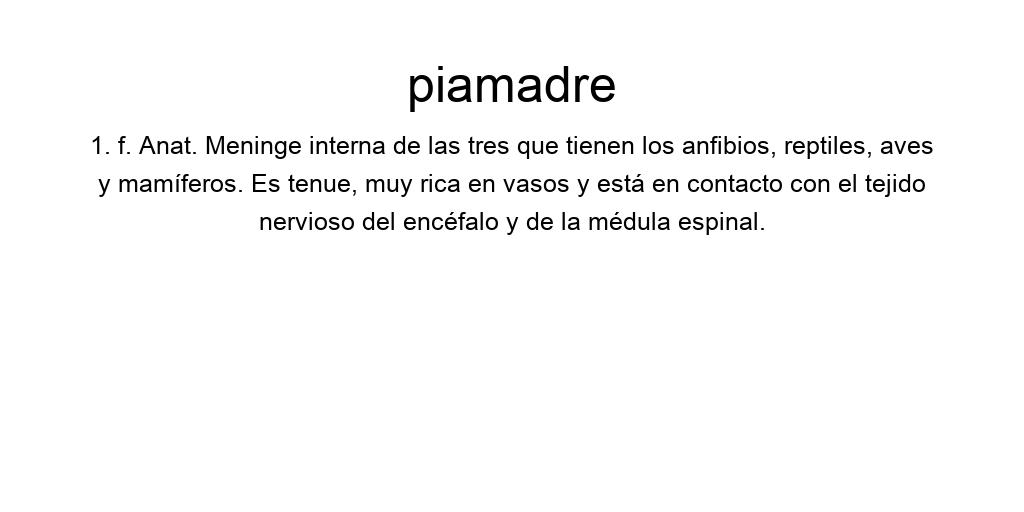 piamadre
1. f. Anat. Meninge interna de las tres que tienen los anfibios, reptiles, aves
y mamíferos. Es tenue, muy rica en vasos y está en contacto con el tejido
nervioso del encéfalo y de la médula espinal.